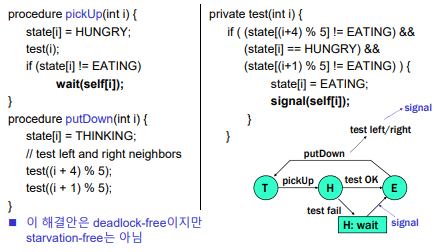 procedure pickUp(int i) {
state[i] = HUNGRY;
test(i);
if (state[i] != EATING)
wait(self[i]);
}
procedure putDown(int i) {
state[i] = THINKING;
// test left and right neighbors
test((i + 4) % 5);
test((i + 1) % 5);
}
이 해결안은 deadlock-free이지만
starvation-free는 아님
private test(int i) {
if ( (state[(i+4) % 5] != EATING) &&
(state[i] == HUNGRY) &&
(state[(i+1) % 5] != EATING) ) {
state[i] = EATING;
signal(self[i]);
}
}
signal
test left/right
putDown
T
pickUp
H
test OK
E
test fail
H: wait
signal